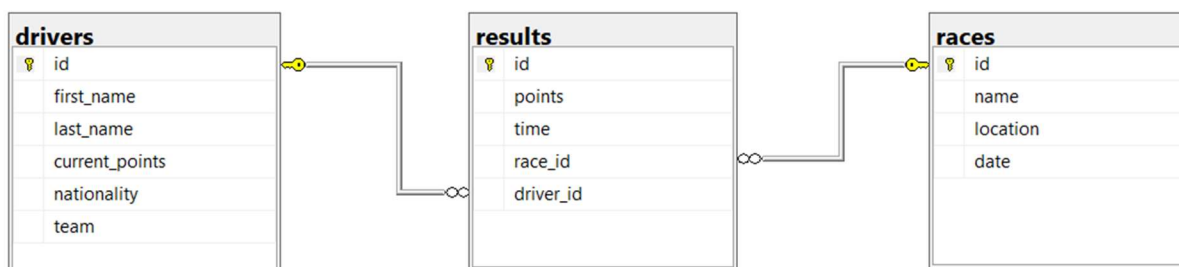 drivers
id
first_name
last_name
current_points
nationality
team
results
id
points
time
race_id
driver_id
races
id
name
location
date